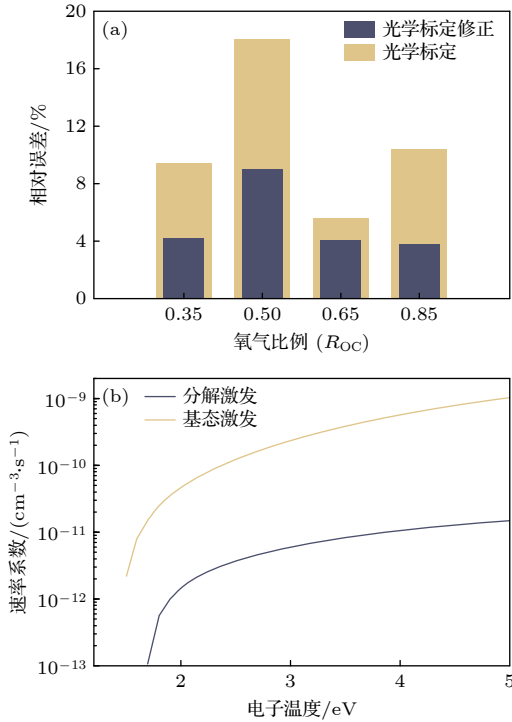 (a)
光学标定修正
光学标定
20
16
12
8
4
0
相对误差/%
0.35 0.50 0.65 0.85
氧气比例 (R_OC)
(b)
分解激发
基态激发
10⁻⁹
10⁻¹⁰
10⁻¹¹
10⁻¹²
10⁻¹³
速率系数/(cm⁻³·s⁻¹)
2 3 4 5
电子温度/eV